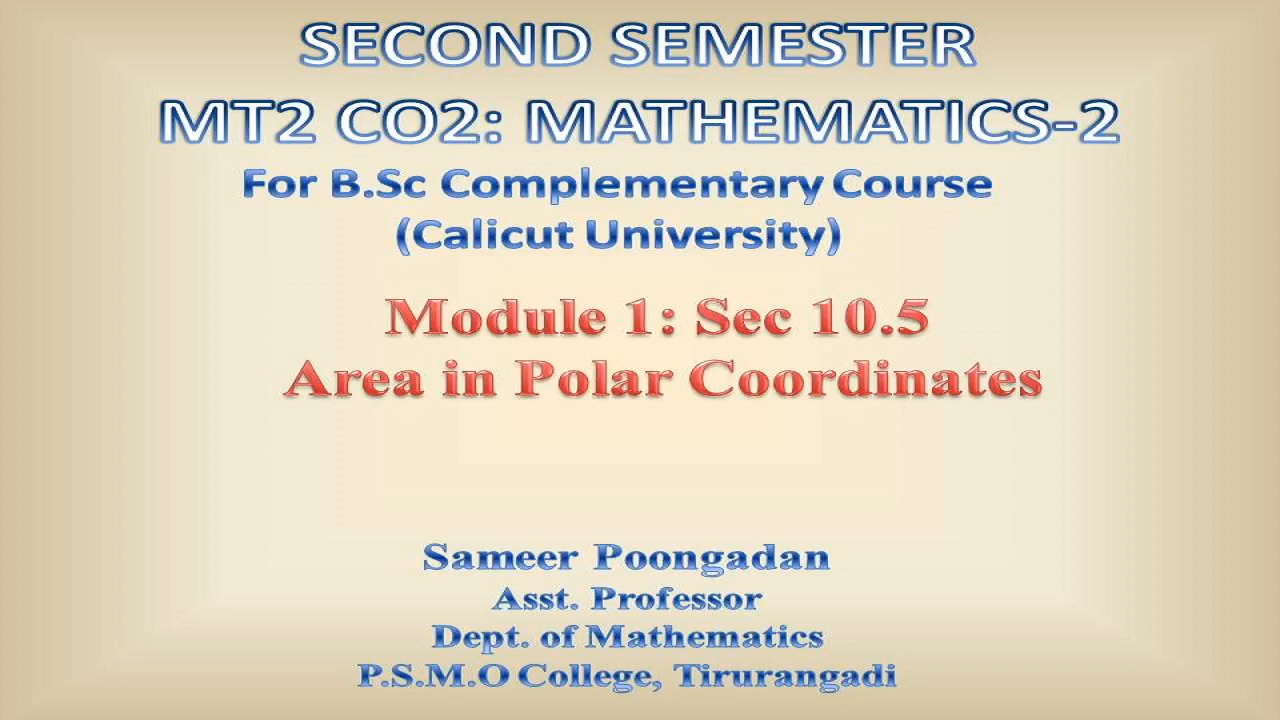 SECOND SEMESTER
MT2 CO2: MATHEMATICS-2
For B.Sc Complementary Course
(Calicut University)
Module 1: Sec 10.5
Area in Polar Coordinates
Sameer Poongadan
Asst. Professor
Dept. of Mathematics
P.S.M.O College, Tirurangadi